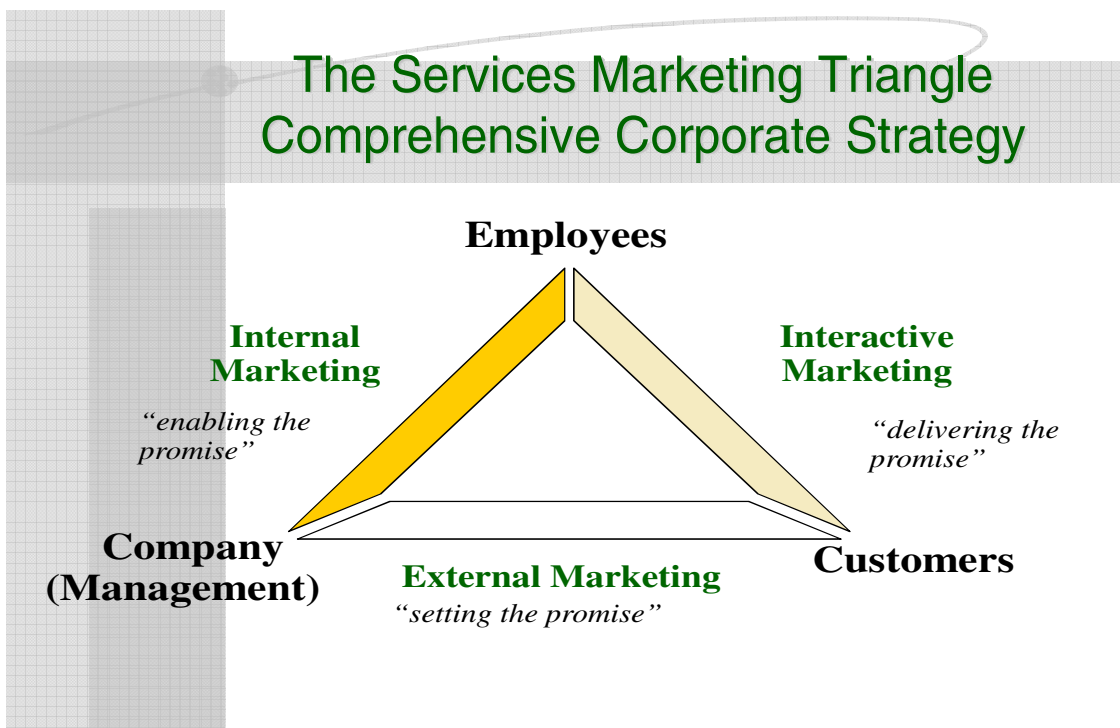 The Services Marketing Triangle
Comprehensive Corporate Strategy
Employees
Internal
Marketing
Interactive
Marketing
“enabling the
promise”
“delivering the
promise”
Company
(Management)
Customers
External Marketing
“setting the promise”